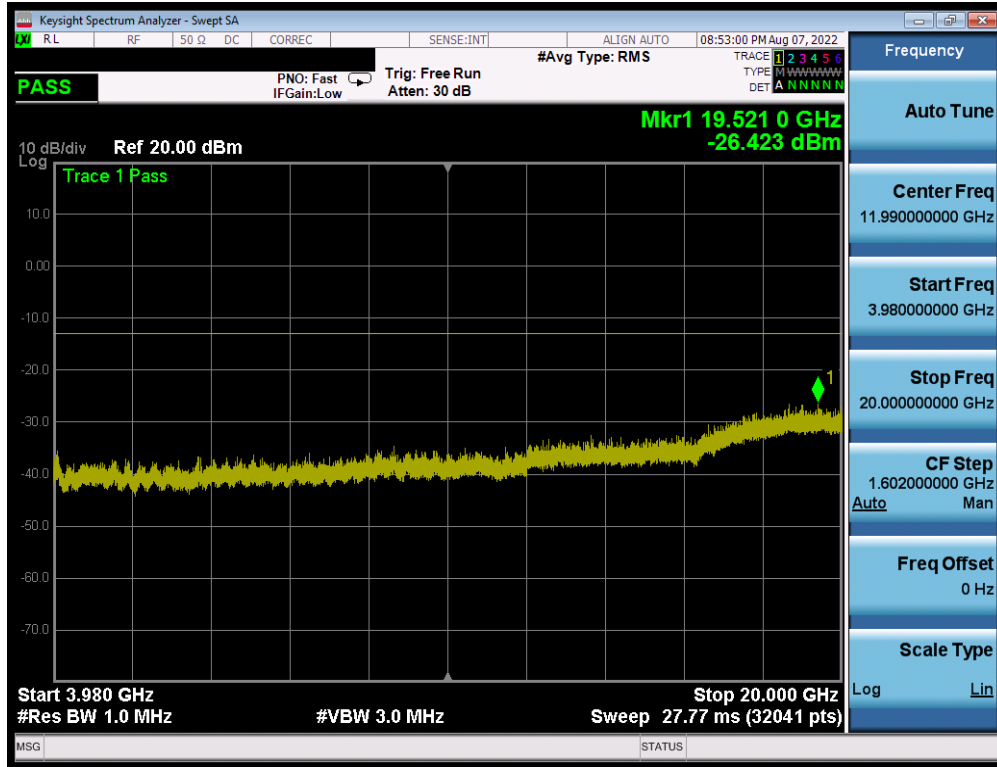 Keysight Spectrum Analyzer - Swept SA
LXI RL RF 50 Ω DC CORREC SENSE:INT ALIGN AUTO 08:53:00 PM Aug 07, 2022
#Avg Type: RMS
TRACE 1 2 3 4 5 6
TYPE M W W W W W
DET A N N N N N
PASS
PNO: Fast
IFGain:Low
Trig: Free Run
Atten: 30 dB
Mkr1 19.521 0 GHz
-26.423 dBm
10 dB/div Ref 20.00 dBm
Log
Trace 1 Pass
10.0
0.00
-10.0
-20.0
1
-30.0
-40.0
-50.0
-60.0
-70.0
Start 3.980 GHz Stop 20.000 GHz
#Res BW 1.0 MHz #VBW 3.0 MHz Sweep 27.77 ms (32041 pts)
MSG STATUS
Frequency
Auto Tune
Center Freq
11.990000000 GHz
Start Freq
3.980000000 GHz
Stop Freq
20.000000000 GHz
CF Step
1.602000000 GHz
Auto Man
Freq Offset
0 Hz
Scale Type
Log Lin